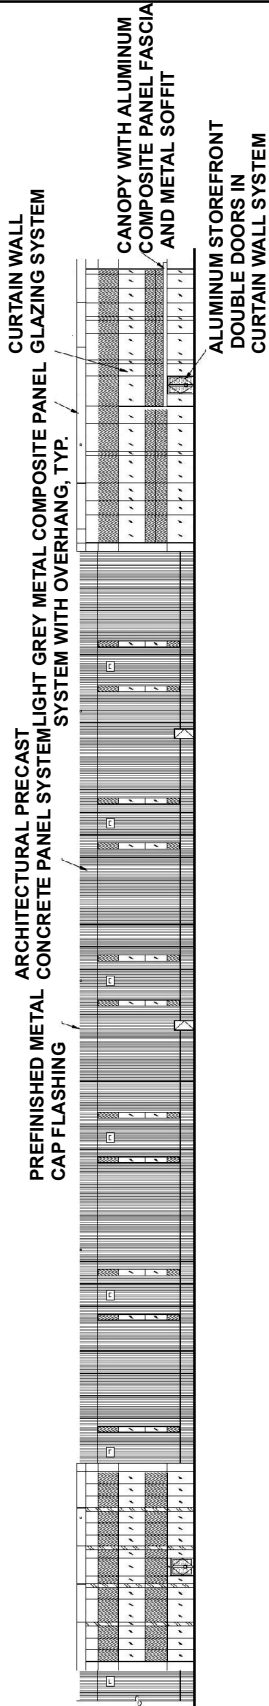 PREFINISHED METAL
CAP FLASHING
ARCHITECTURAL PRECAST
CONCRETE PANEL SYSTEM
LIGHT GREY METAL COMPOSITE PANEL
SYSTEM WITH OVERHANG, TYP.
CURTAIN WALL
GLAZING SYSTEM
CANOPY WITH ALUMINUM
COMPOSITE PANEL FASCIA
AND METAL SOFFIT
ALUMINUM STOREFRONT
DOUBLE DOORS IN
CURTAIN WALL SYSTEM